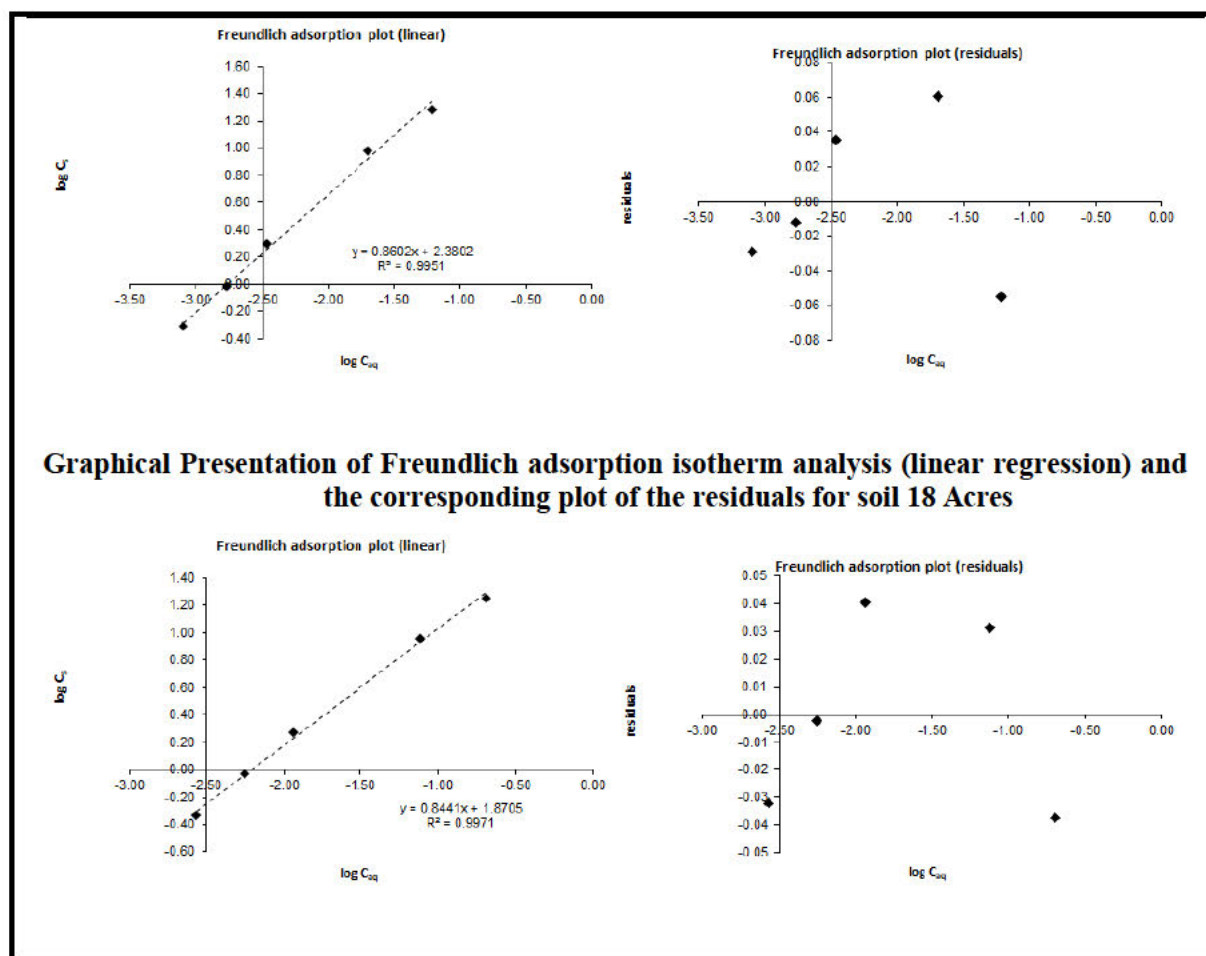 Freundlich adsorption plot (linear)
1.60
1.40
1.20
1.00
0.80
0.60
0.40
0.20
0.00
-0.20
-0.40
-3.50 -3.00 -2.50 -2.00 -1.50 -1.00 -0.50 0.00
log Cs
log Caq
y = 0.8602x + 2.3802
R² = 0.9951
Freundlich adsorption plot (residuals)
0.08
0.06
0.04
0.02
0.00
-0.02
-0.04
-0.06
-0.08
-3.50 -3.00 -2.50 -2.00 -1.50 -1.00 -0.50 0.00
residuals
log Caq
Graphical Presentation of Freundlich adsorption isotherm analysis (linear regression) and
the corresponding plot of the residuals for soil 18 Acres
Freundlich adsorption plot (linear)
1.40
1.20
1.00
0.80
0.60
0.40
0.20
0.00
-0.20
-0.40
-0.60
-3.00 -2.50 -2.00 -1.50 -1.00 -0.50 0.00
log Cs
log Caq
y = 0.8441x + 1.8705
R² = 0.9971
Freundlich adsorption plot (residuals)
0.05
0.04
0.03
0.02
0.01
0.00
-0.01
-0.02
-0.03
-0.04
-0.05
-3.00 -2.50 -2.00 -1.50 -1.00 -0.50 0.00
residuals
log Caq